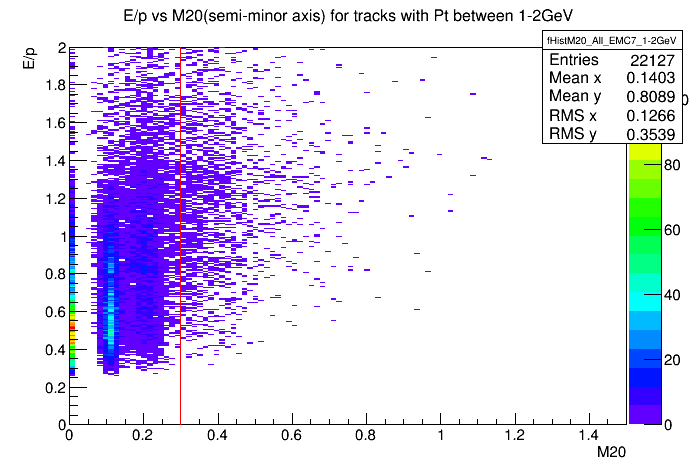 E/p vs M20(semi-minor axis) for tracks with Pt between 1-2GeV
fHistM20_All_EMC7_1-2GeV
Entries 22127
Mean x 0.1403
Mean y 0.8089
RMS x 0.1266
RMS y 0.3539
E/p
2
1.8
1.6
1.4
1.2
1
0.8
0.6
0.4
0.2
0
0 0.2 0.4 0.6 0.8 1 1.2 1.4
M20
0
80
60
40
20
0